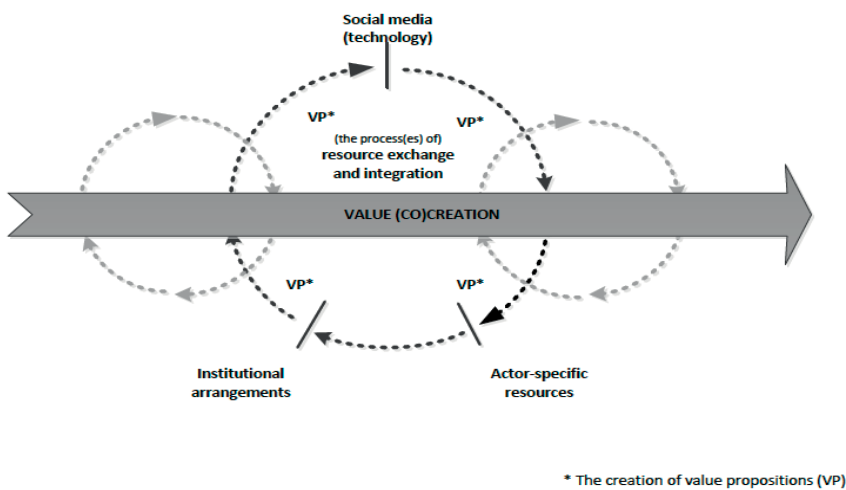 Social media
(technology)
VP*
VP*
(the process(es) of)
resource exchange
and integration
VALUE (CO)CREATION
VP*
VP*
Institutional
arrangements
Actor-specific
resources
* The creation of value propositions (VP)